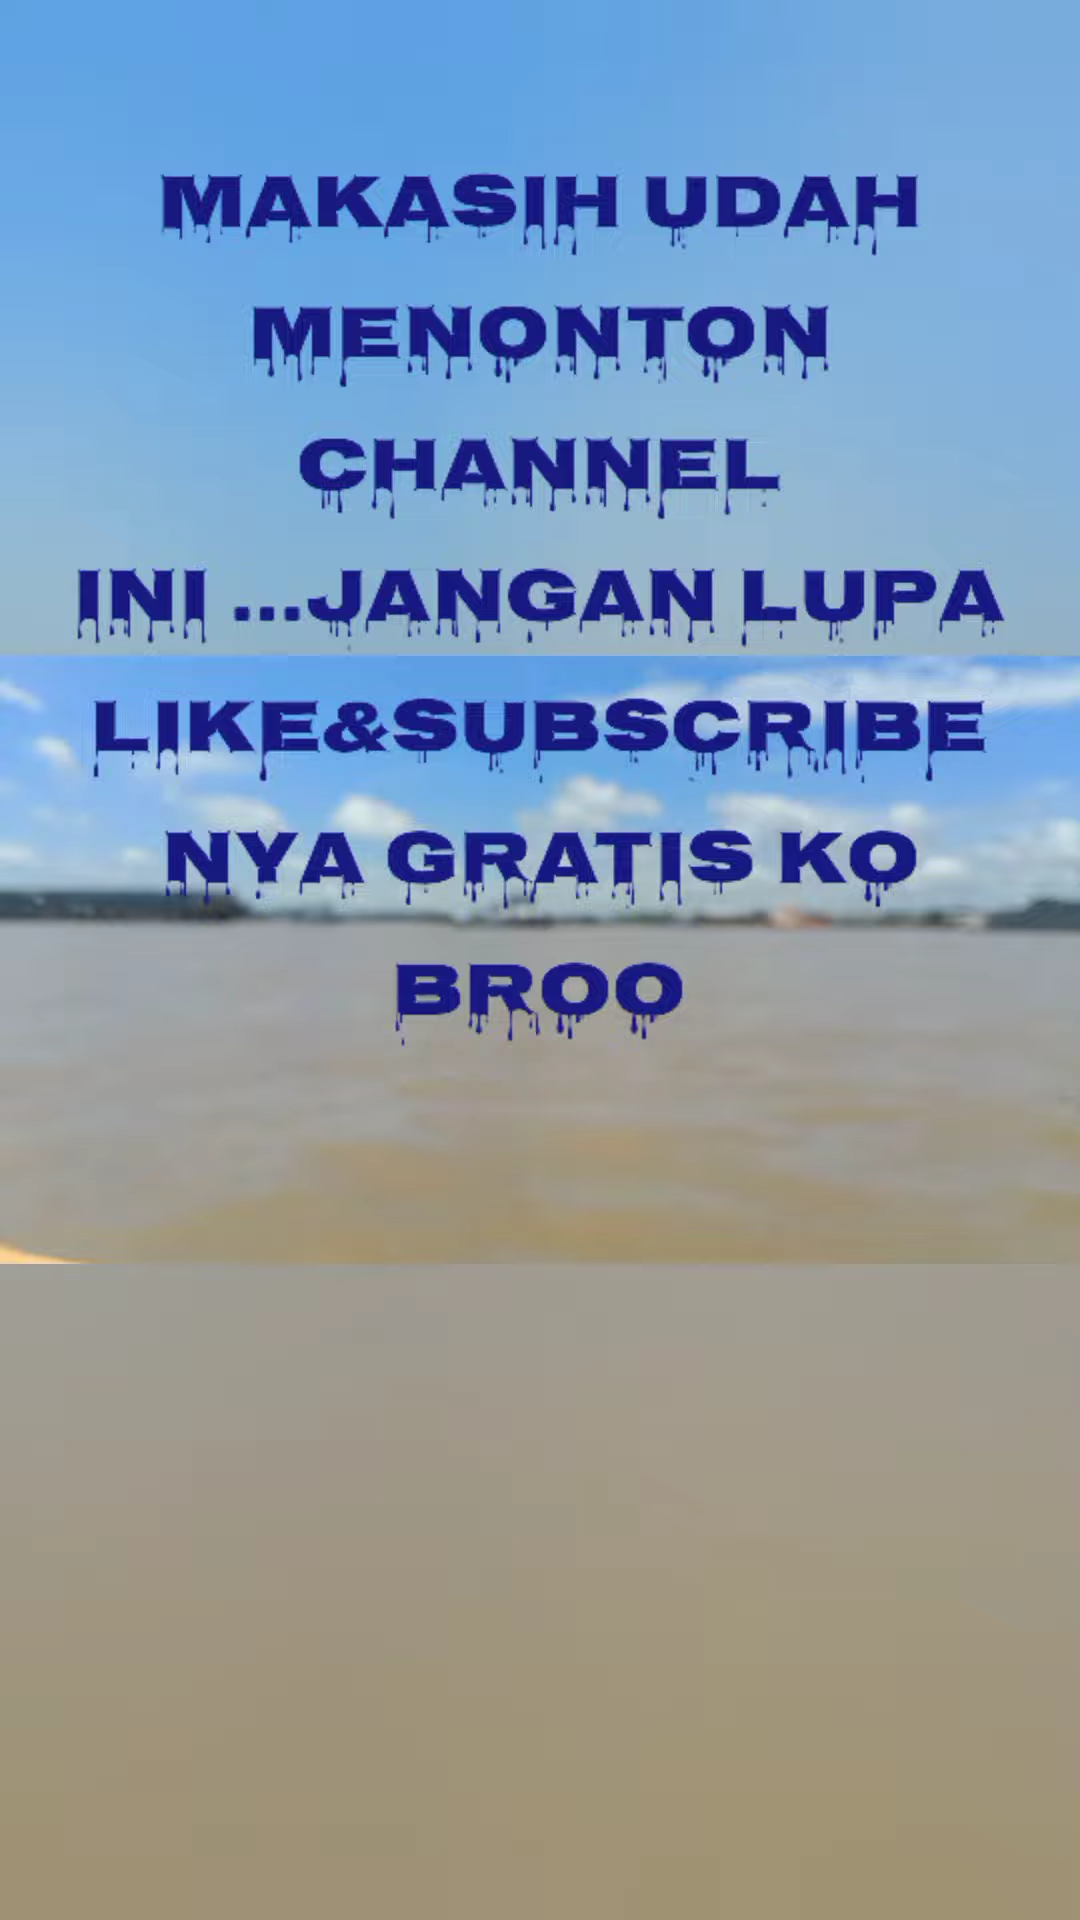 MAKASIH UDAH
MENONTON
CHANNEL
INI ...JANGAN LUPA
LIKE&SUBSCRIBE
NYA GRATIS KO
BROO